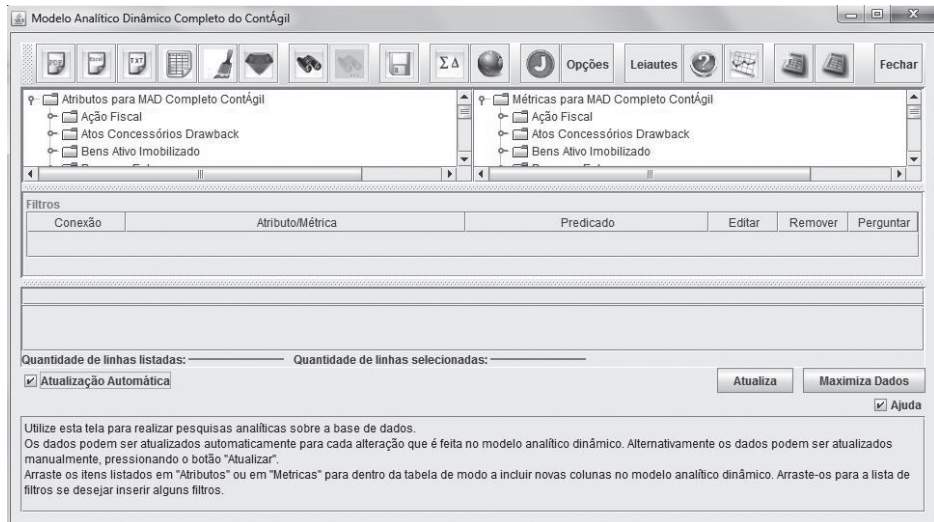 Modelo Analítico Dinâmico Completo do ContÁgil
PDF Excel TXT Σ Δ J Opções Leiautes ? Fechar
Atributos para MAD Completo ContÁgil
Ação Fiscal
Atos Concessórios Drawback
Bens Ativo Imobilizado
Métricas para MAD Completo ContÁgil
Ação Fiscal
Atos Concessórios Drawback
Bens Ativo Imobilizado
Filtros
Conexão Atributo/Métrica Predicado Editar Remover Perguntar
Quantidade de linhas listadas: Quantidade de linhas selecionadas:
Atualização Automática Atualiza Maximiza Dados
Ajuda
Utilize esta tela para realizar pesquisas analíticas sobre a base de dados.
Os dados podem ser atualizados automaticamente para cada alteração que é feita no modelo analítico dinâmico. Alternativamente os dados podem ser atualizados
manualmente, pressionando o botão "Atualizar".
Arraste os itens listados em "Atributos" ou em "Metricas" para dentro da tabela de modo a incluir novas colunas no modelo analítico dinâmico. Arraste-os para a lista de
filtros se desejar inserir alguns filtros.